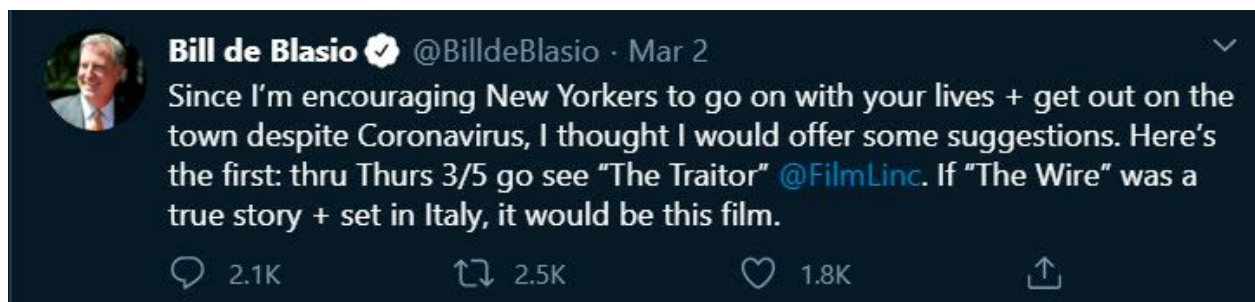 Bill de Blasio @BilldeBlasio · Mar 2
Since I’m encouraging New Yorkers to go on with your lives + get out on the
town despite Coronavirus, I thought I would offer some suggestions. Here’s
the first: thru Thurs 3/5 go see “The Traitor” @FilmLinc. If “The Wire” was a
true story + set in Italy, it would be this film.
2.1K 2.5K 1.8K